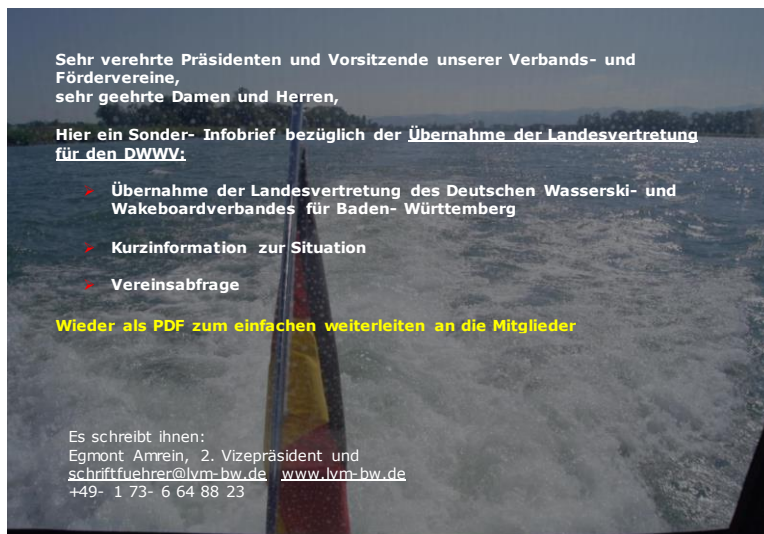 Sehr verehrte Präsidenten und Vorsitzende unserer Verbands- und
Fördervereine,
sehr geehrte Damen und Herren,
Hier ein Sonder- Infobrief bezüglich der Übernahme der Landesvertretung
für den DWWV:
Übernahme der Landesvertretung des Deutschen Wasserski- und
Wakeboardverbandes für Baden- Württemberg
Kurzinformation zur Situation
Vereinsabfrage
Wieder als PDF zum einfachen weiterleiten an die Mitglieder
Es schreibt ihnen:
Egmont Amrein, 2. Vizepräsident und
schriftfuehrer@lvm-bw.de www.lvm-bw.de
+49- 1 73- 6 64 88 23